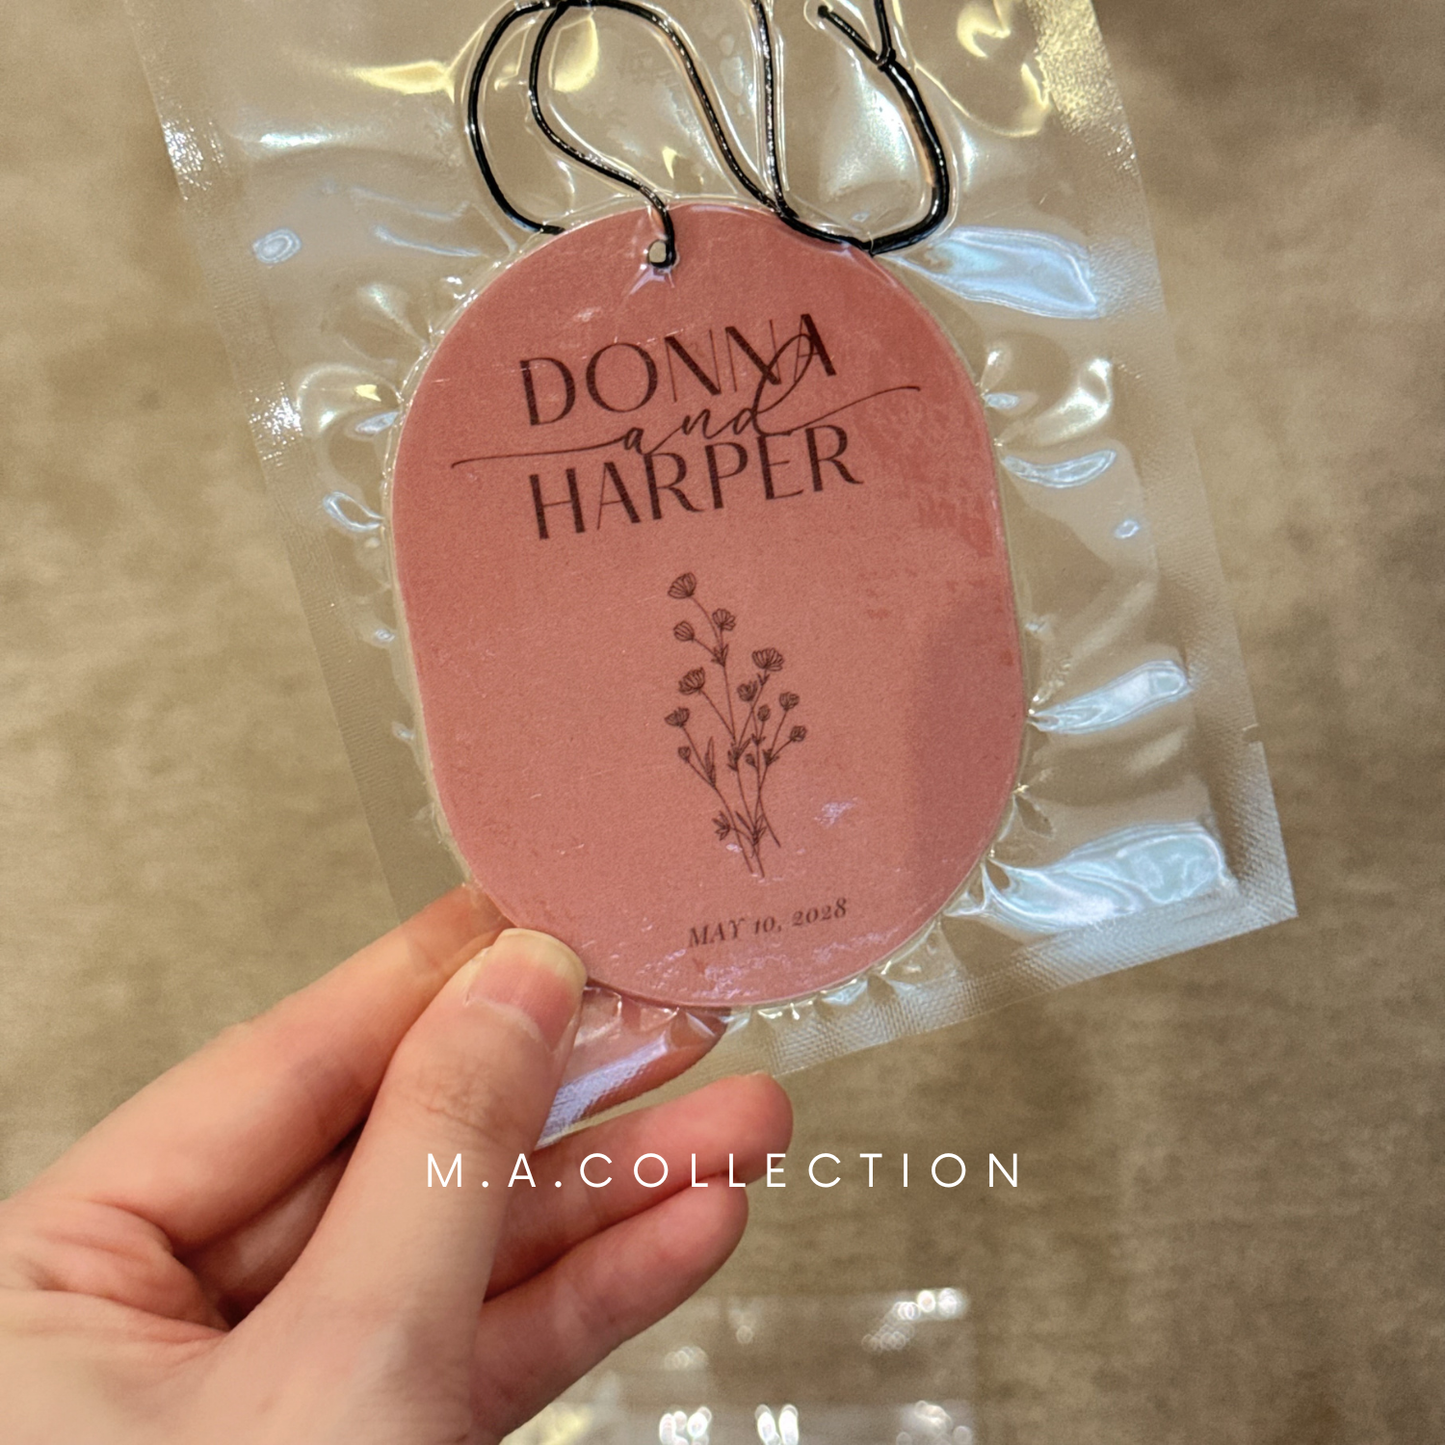 DONNA
and
HARPER
MAY 10, 2028
M.A.COLLECTION